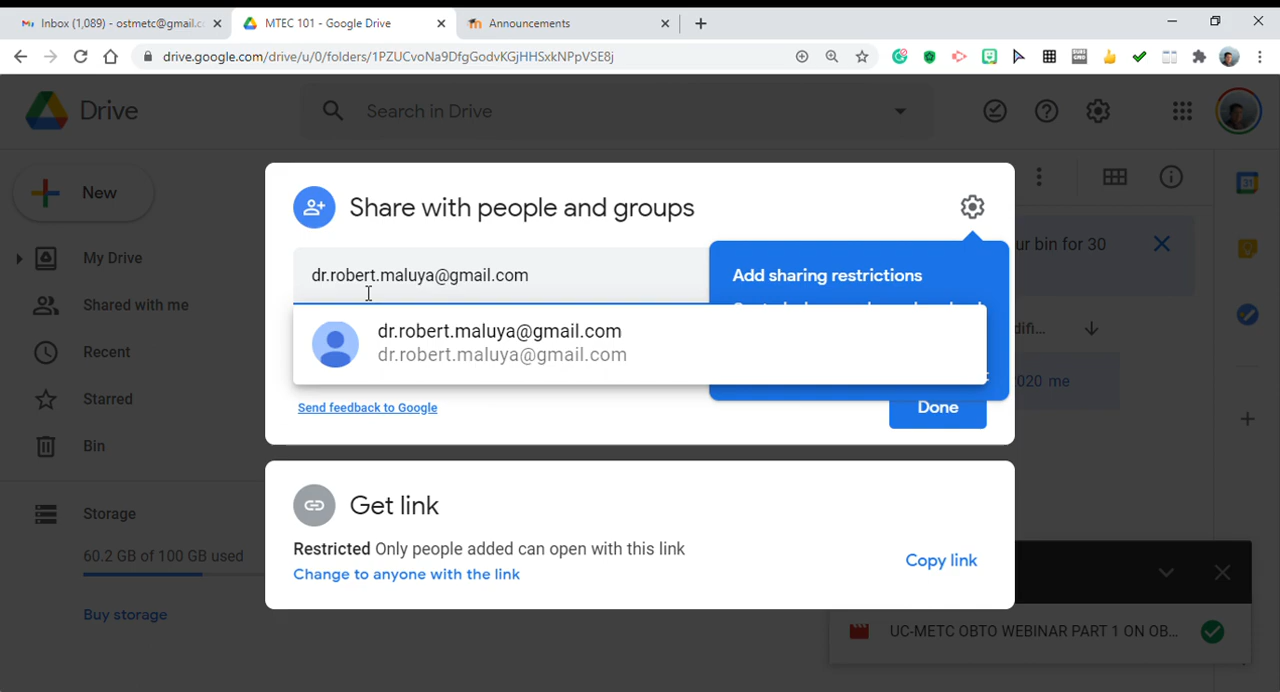 Inbox (1,089) - ostmetc@gmail.c
MTEC 101 - Google Drive
Announcements
drive.google.com/drive/u/0/folders/1PZUCvoNa9DfgGodvKGjHHSxkNPpVSE8j
Drive
Search in Drive
New
My Drive
Shared with me
Recent
Starred
Bin
Storage
60.2 GB of 100 GB used
Buy storage
Share with people and groups
dr.robert.maluya@gmail.com
Add sharing restrictions
dr.robert.maluya@gmail.com
dr.robert.maluya@gmail.com
Send feedback to Google
Done
ur bin for 30
difi...
2020 me
31
Get link
Restricted Only people added can open with this link
Change to anyone with the link
Copy link
UC-METC OBTO WEBINAR PART 1 ON OB...